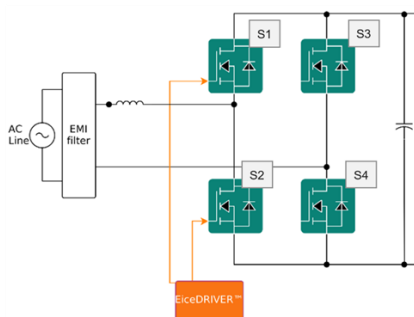 S1
S3
AC
Line
EMI
filter
S2
S4
EiceDRIVER™